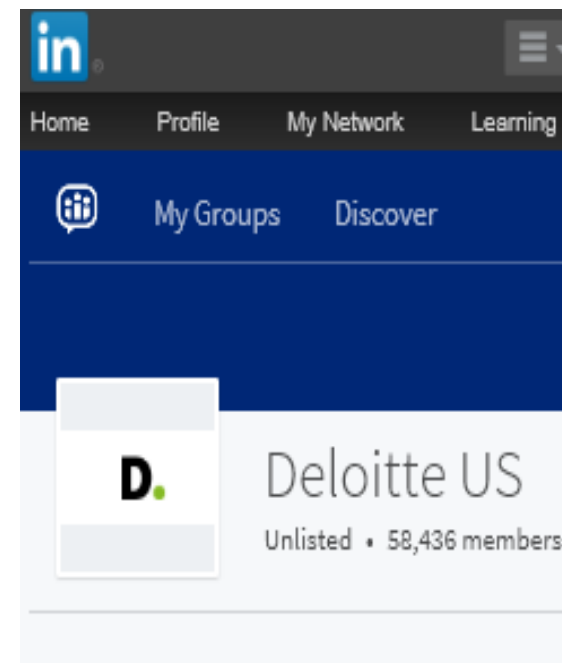 in®
Home Profile My Network Learning
My Groups Discover
D.
Deloitte US
Unlisted • 58,436 members